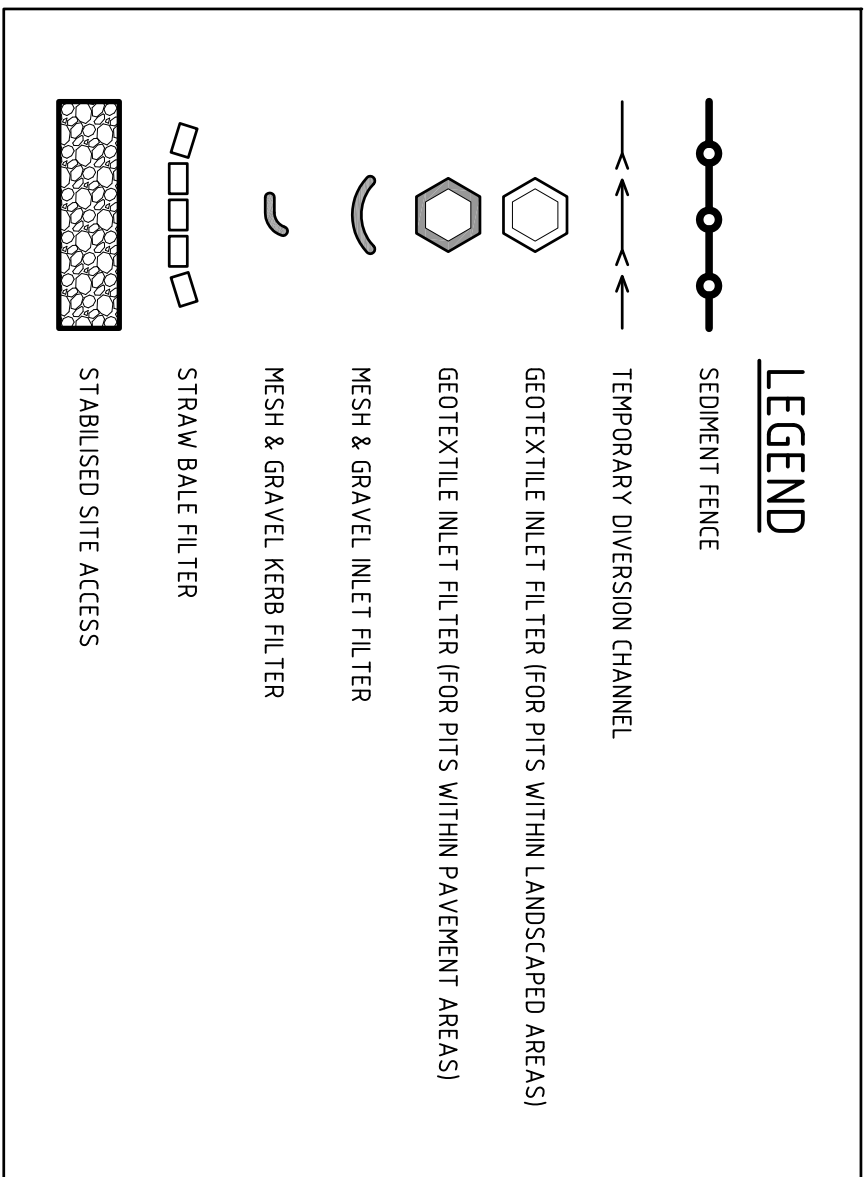 LEGEND
SEDIMENT FENCE
TEMPORARY DIVERSION CHANNEL
GEOTEXTILE INLET FILTER (FOR PITS WITHIN LANDSCAPED AREAS)
GEOTEXTILE INLET FILTER (FOR PITS WITHIN PAVEMENT AREAS)
MESH & GRAVEL INLET FILTER
MESH & GRAVEL KERB FILTER
STRAW BALE FILTER
STABILISED SITE ACCESS